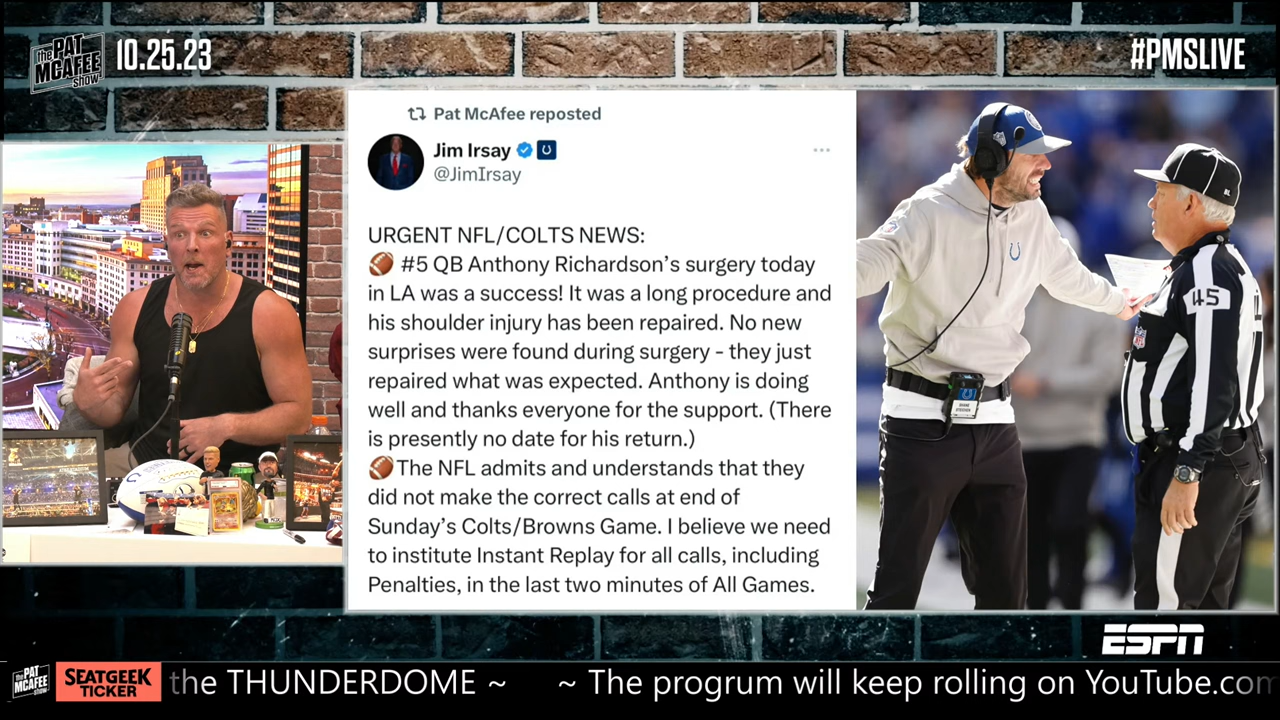 the PAT McAFEE show
10.25.23
#PMSLIVE
Pat McAfee reposted
Jim Irsay
@JimIrsay
URGENT NFL/COLTS NEWS:
🏈 #5 QB Anthony Richardson's surgery today
in LA was a success! It was a long procedure and
his shoulder injury has been repaired. No new
surprises were found during surgery - they just
repaired what was expected. Anthony is doing
well and thanks everyone for the support. (There
is presently no date for his return.)
🏈The NFL admits and understands that they
did not make the correct calls at end of
Sunday's Colts/Browns Game. I believe we need
to institute Instant Replay for all calls, including
Penalties, in the last two minutes of All Games.
BL
45
ESPN
the PAT McAFEE show
SEATGEEK
TICKER
the THUNDERDOME ~ ~ The progrum will keep rolling on YouTube.com